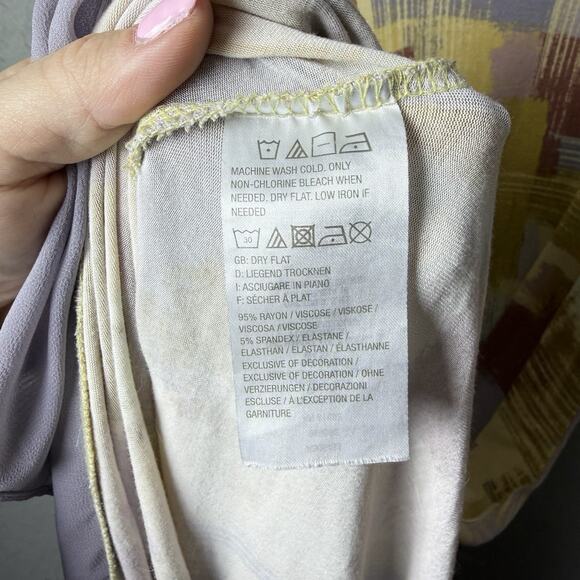 MACHINE WASH COLD. ONLY
NON-CHLORINE BLEACH WHEN
NEEDED. DRY FLAT. LOW IRON IF
NEEDED
30
GB: DRY FLAT
D: LIEGEND TROCKNEN
I: ASCIUGARE IN PIANO
F: SÉCHER À PLAT
95% RAYON / VISCOSE / VISKOSE /
VISCOSA / VISCOSE
5% SPANDEX / ELASTANE /
ELASTHAN / ELASTAN / ÉLASTHANNE
EXCLUSIVE OF DECORATION /
EXCLUSIVE OF DECORATION / OHNE
VERZIERUNGEN / DECORAZIONI
ESCLUSE / À L'EXCEPTION DE LA
GARNITURE